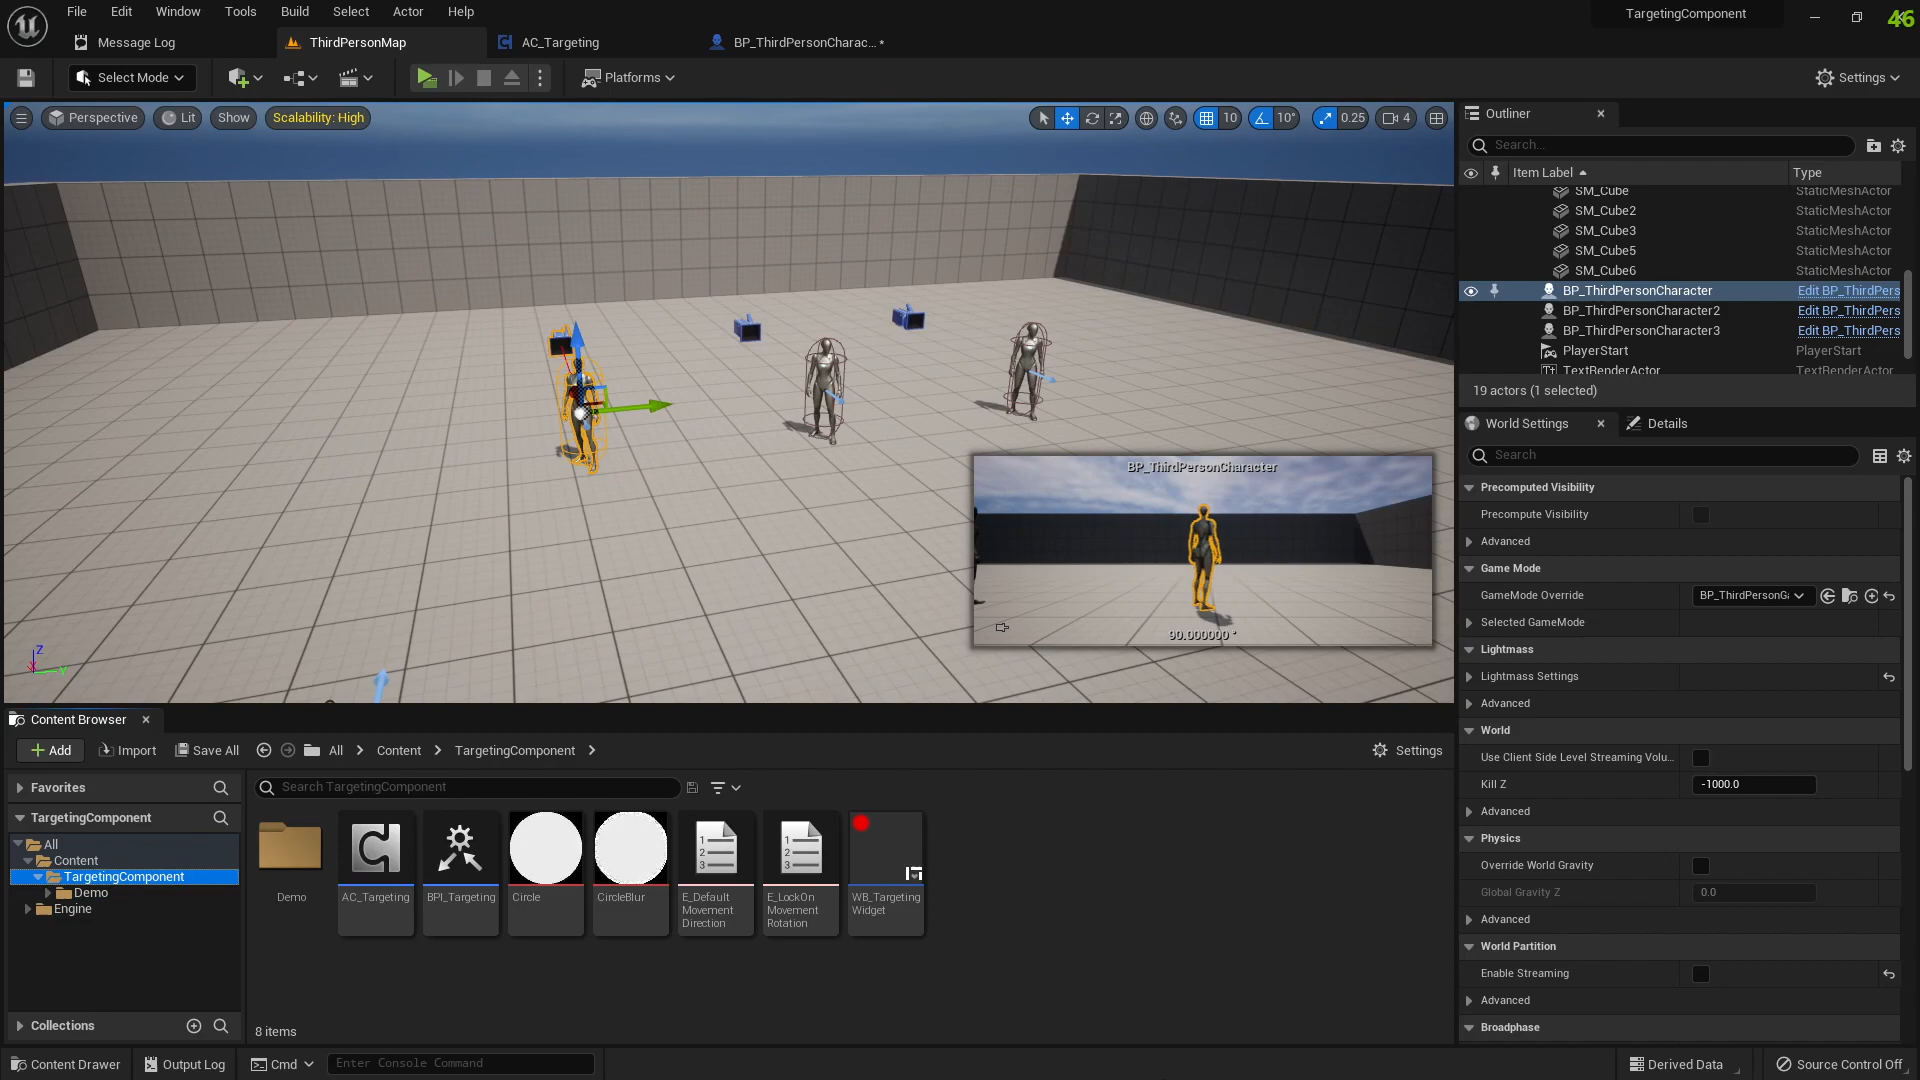 File Edit Window Tools Build Select Actor Help
TargetingComponent
46
Message Log
ThirdPersonMap
AC_Targeting
BP_ThirdPersonCharac... *
Select Mode
Platforms
Settings
Perspective
Lit
Show
Scalability: High
10
10°
0.25
4
Outliner
Search...
Item Label
Type
SM_Cube StaticMeshActor
SM_Cube2 StaticMeshActor
SM_Cube3 StaticMeshActor
SM_Cube5 StaticMeshActor
SM_Cube6 StaticMeshActor
BP_ThirdPersonCharacter Edit BP_ThirdPers
BP_ThirdPersonCharacter2 Edit BP_ThirdPers
BP_ThirdPersonCharacter3 Edit BP_ThirdPers
PlayerStart PlayerStart
TextRenderActor TextRenderActor
19 actors (1 selected)
World Settings
Details
Search
Precomputed Visibility
Precompute Visibility
Advanced
Game Mode
GameMode Override BP_ThirdPersonGa
Selected GameMode
Lightmass
Lightmass Settings
Advanced
World
Use Client Side Level Streaming Volu...
Kill Z -1000.0
Advanced
Physics
Override World Gravity
Global Gravity Z 0.0
Advanced
World Partition
Enable Streaming
Advanced
Broadphase
BP_ThirdPersonCharacter
90.000000 °
Z
X
Y
Content Browser
Add
Import
Save All
All
Content
TargetingComponent
Settings
Favorites
TargetingComponent
All
Content
TargetingComponent
Demo
Engine
Collections
Search TargetingComponent
Demo
AC_Targeting
BPI_Targeting
Circle
CircleBlur
E_Default
Movement
Direction
E_LockOn
Movement
Rotation
WB_Targeting
Widget
8 items
Content Drawer
Output Log
Cmd
Enter Console Command
Derived Data
Source Control Off